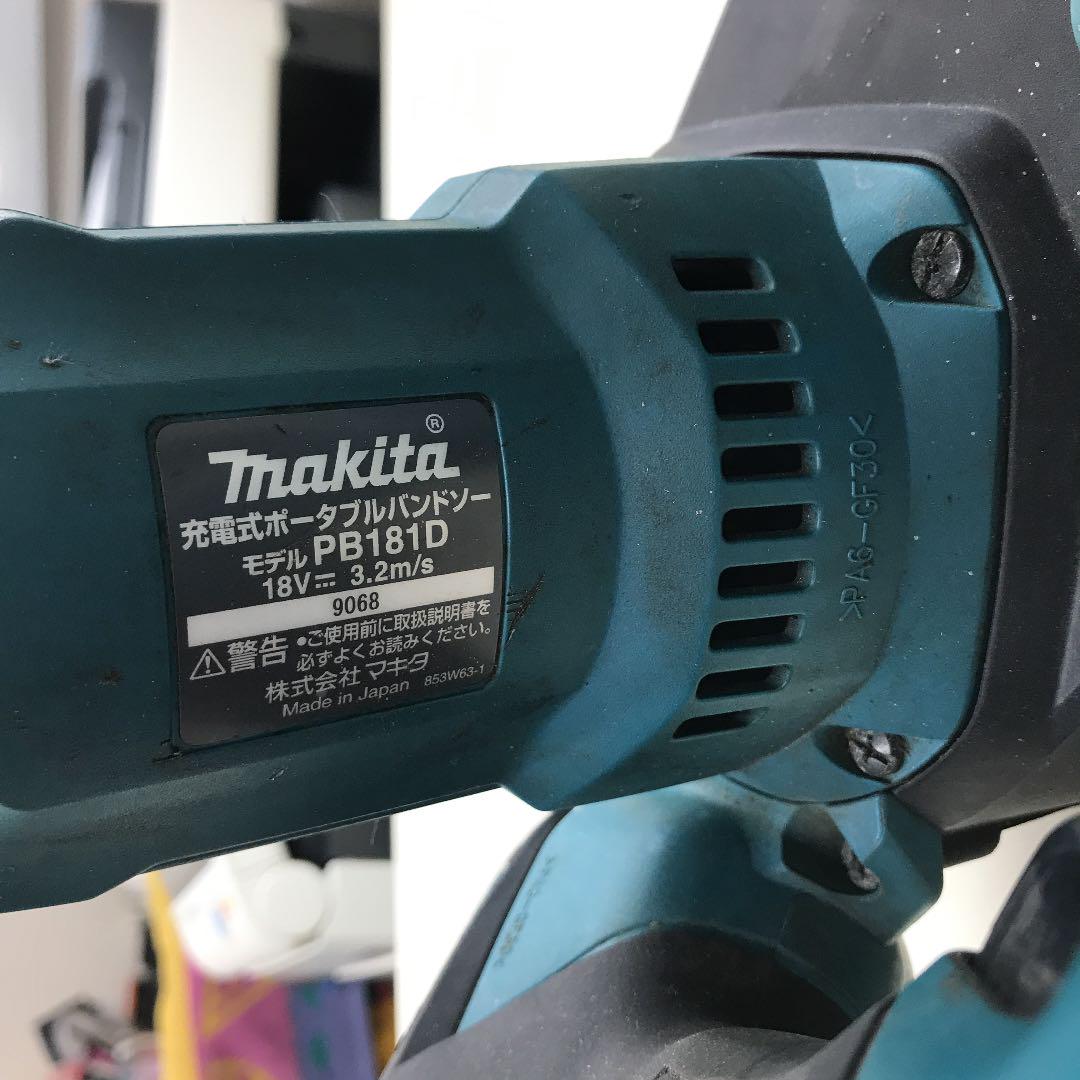 makita®
充電式ポータブルバンドソー
モデル PB181D
18V⎓ 3.2m/s
9068
⚠警告 •ご使用前に取扱説明書を
必ずよくお読みください。
株式会社 マキタ
Made in Japan 853W63-1
>PA6-GF30<